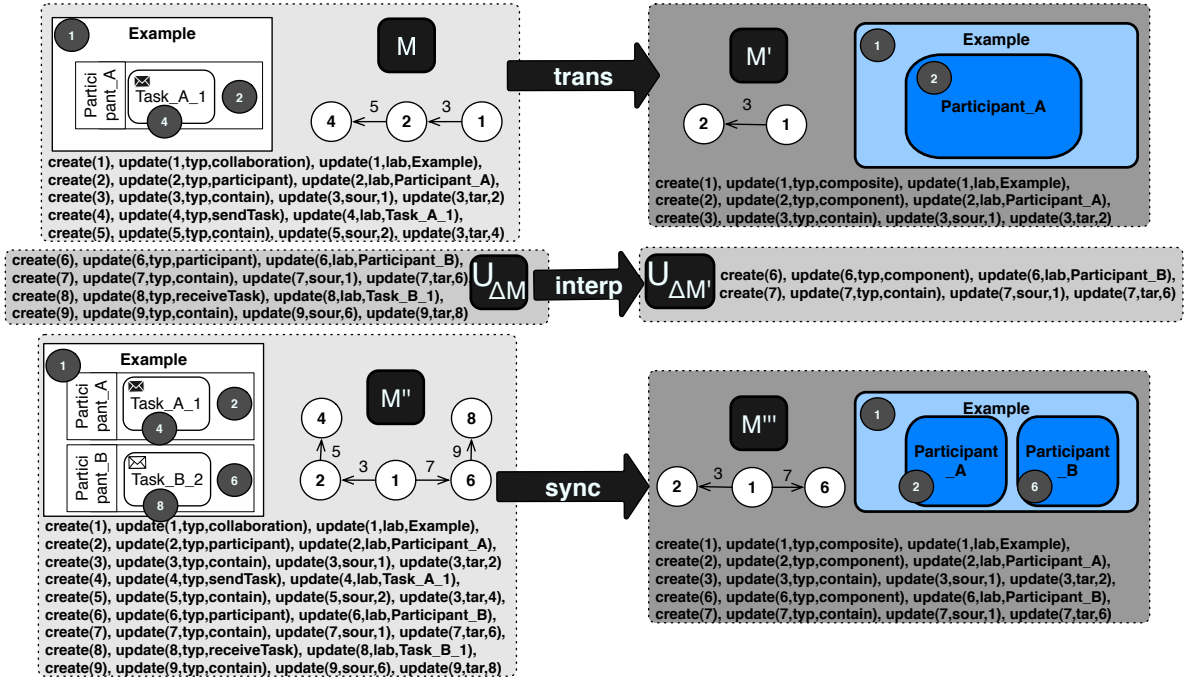 1
Example
Partici
pant_A
Task_A_1
2
4
M
4
5
2
3
1
create(1), update(1,typ,collaboration), update(1,lab,Example),
create(2), update(2,typ,participant), update(2,lab,Participant_A),
create(3), update(3,typ,contain), update(3,sour,1), update(3,tar,2)
create(4), update(4,typ,sendTask), update(4,lab,Task_A_1),
create(5), update(5,typ,contain), update(5,sour,2), update(3,tar,4)
trans
M'
2
3
1
1
Example
2
Participant_A
create(1), update(1,typ,composite), update(1,lab,Example),
create(2), update(2,typ,component), update(2,lab,Participant_A),
create(3), update(3,typ,contain), update(3,sour,1), update(3,tar,2)
create(6), update(6,typ,participant), update(6,lab,Participant_B),
create(7), update(7,typ,contain), update(7,sour,1), update(7,tar,6)
create(8), update(8,typ,receiveTask), update(8,lab,Task_B_1),
create(9), update(9,typ,contain), update(9,sour,6), update(9,tar,8)
UΔM
interp
UΔM'
create(6), update(6,typ,component), update(6,lab,Participant_B),
create(7), update(7,typ,contain), update(7,sour,1), update(7,tar,6)
1
Example
Partici
pant_A
Task_A_1
2
4
Partici
pant_B
Task_B_2
6
8
M''
4
8
5
9
2
3
1
7
6
create(1), update(1,typ,collaboration), update(1,lab,Example),
create(2), update(2,typ,participant), update(2,lab,Participant_A),
create(3), update(3,typ,contain), update(3,sour,1), update(3,tar,2)
create(4), update(4,typ,sendTask), update(4,lab,Task_A_1),
create(5), update(5,typ,contain), update(5,sour,2), update(3,tar,4),
create(6), update(6,typ,participant), update(6,lab,Participant_B),
create(7), update(7,typ,contain), update(7,sour,1), update(7,tar,6),
create(8), update(8,typ,receiveTask), update(8,lab,Task_B_1),
create(9), update(9,typ,contain), update(9,sour,6), update(9,tar,8)
sync
M'''
2
3
1
7
6
1
Example
Participant
_A
2
Participant
_B
6
create(1), update(1,typ,composite), update(1,lab,Example),
create(2), update(2,typ,component), update(2,lab,Participant_A),
create(3), update(3,typ,contain), update(3,sour,1), update(3,tar,2),
create(6), update(6,typ,component), update(6,lab,Participant_B),
create(7), update(7,typ,contain), update(7,sour,1), update(7,tar,6)